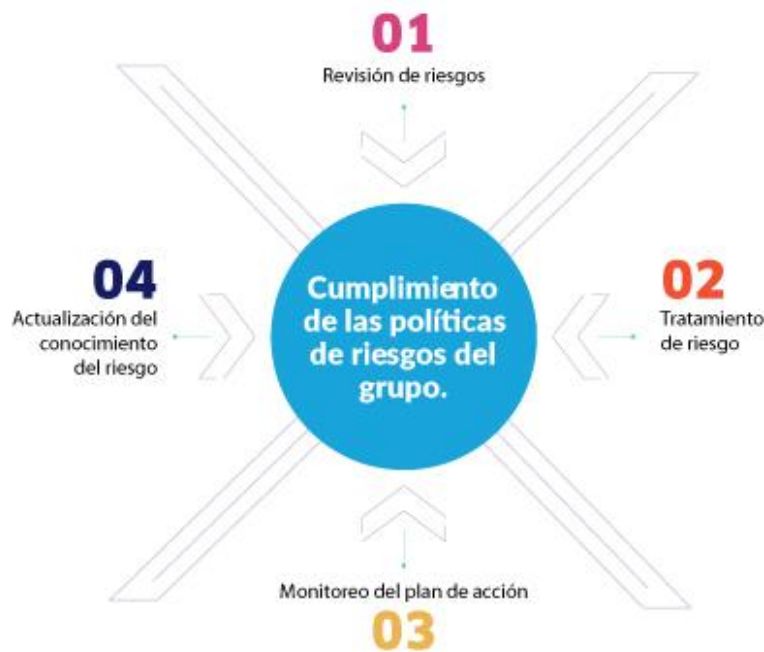 01
Revisión de riesgos
02
Tratamiento
de riesgo
Monitoreo del plan de acción
03
04
Actualización del
conocimiento
del riesgo
Cumplimiento
de las políticas
de riesgos del
grupo.